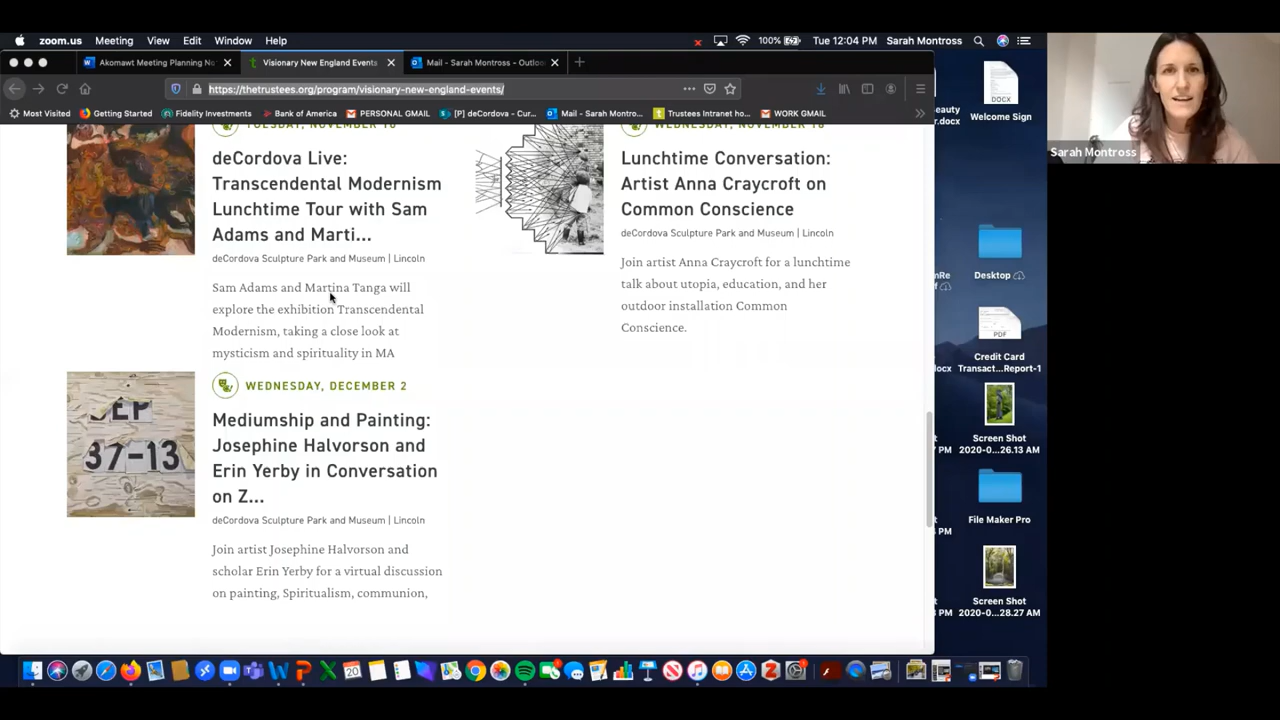 zoom.us Meeting View Edit Window Help 100% Tue 12:04 PM Sarah Montross
Akomawt Meeting Planning No Visionary New England Events Mail - Sarah Montross - Outloo
https://thetrustees.org/program/visionary-new-england-events/
Most Visited Getting Started Fidelity Investments Bank of America PERSONAL GMAIL deCordova - Cur... Mail - Sarah Montro... Trustees Intranet ho... WORK GMAIL
deCordova Live:
Transcendental Modernism
Lunchtime Tour with Sam
Adams and Marti...
deCordova Sculpture Park and Museum | Lincoln
Sam Adams and Martina Tanga will
explore the exhibition Transcendental
Modernism, taking a close look at
mysticism and spirituality in MA
Lunchtime Conversation:
Artist Anna Craycroft on
Common Conscience
deCordova Sculpture Park and Museum | Lincoln
Join artist Anna Craycroft for a lunchtime
talk about utopia, education, and her
outdoor installation Common
Conscience.
37-13
WEDNESDAY, DECEMBER 2
Mediumship and Painting:
Josephine Halvorson and
Erin Yerby in Conversation
on Z...
deCordova Sculpture Park and Museum | Lincoln
Join artist Josephine Halvorson and
scholar Erin Yerby for a virtual discussion
on painting, Spiritualism, communion,
DOCX
Welcome Sign
Desktop
PDF
Credit Card
Transact...Report-1
Screen Shot
2020-0...26.13 AM
File Maker Pro
Screen Shot
2020-0...28.27 AM
Sarah Montross